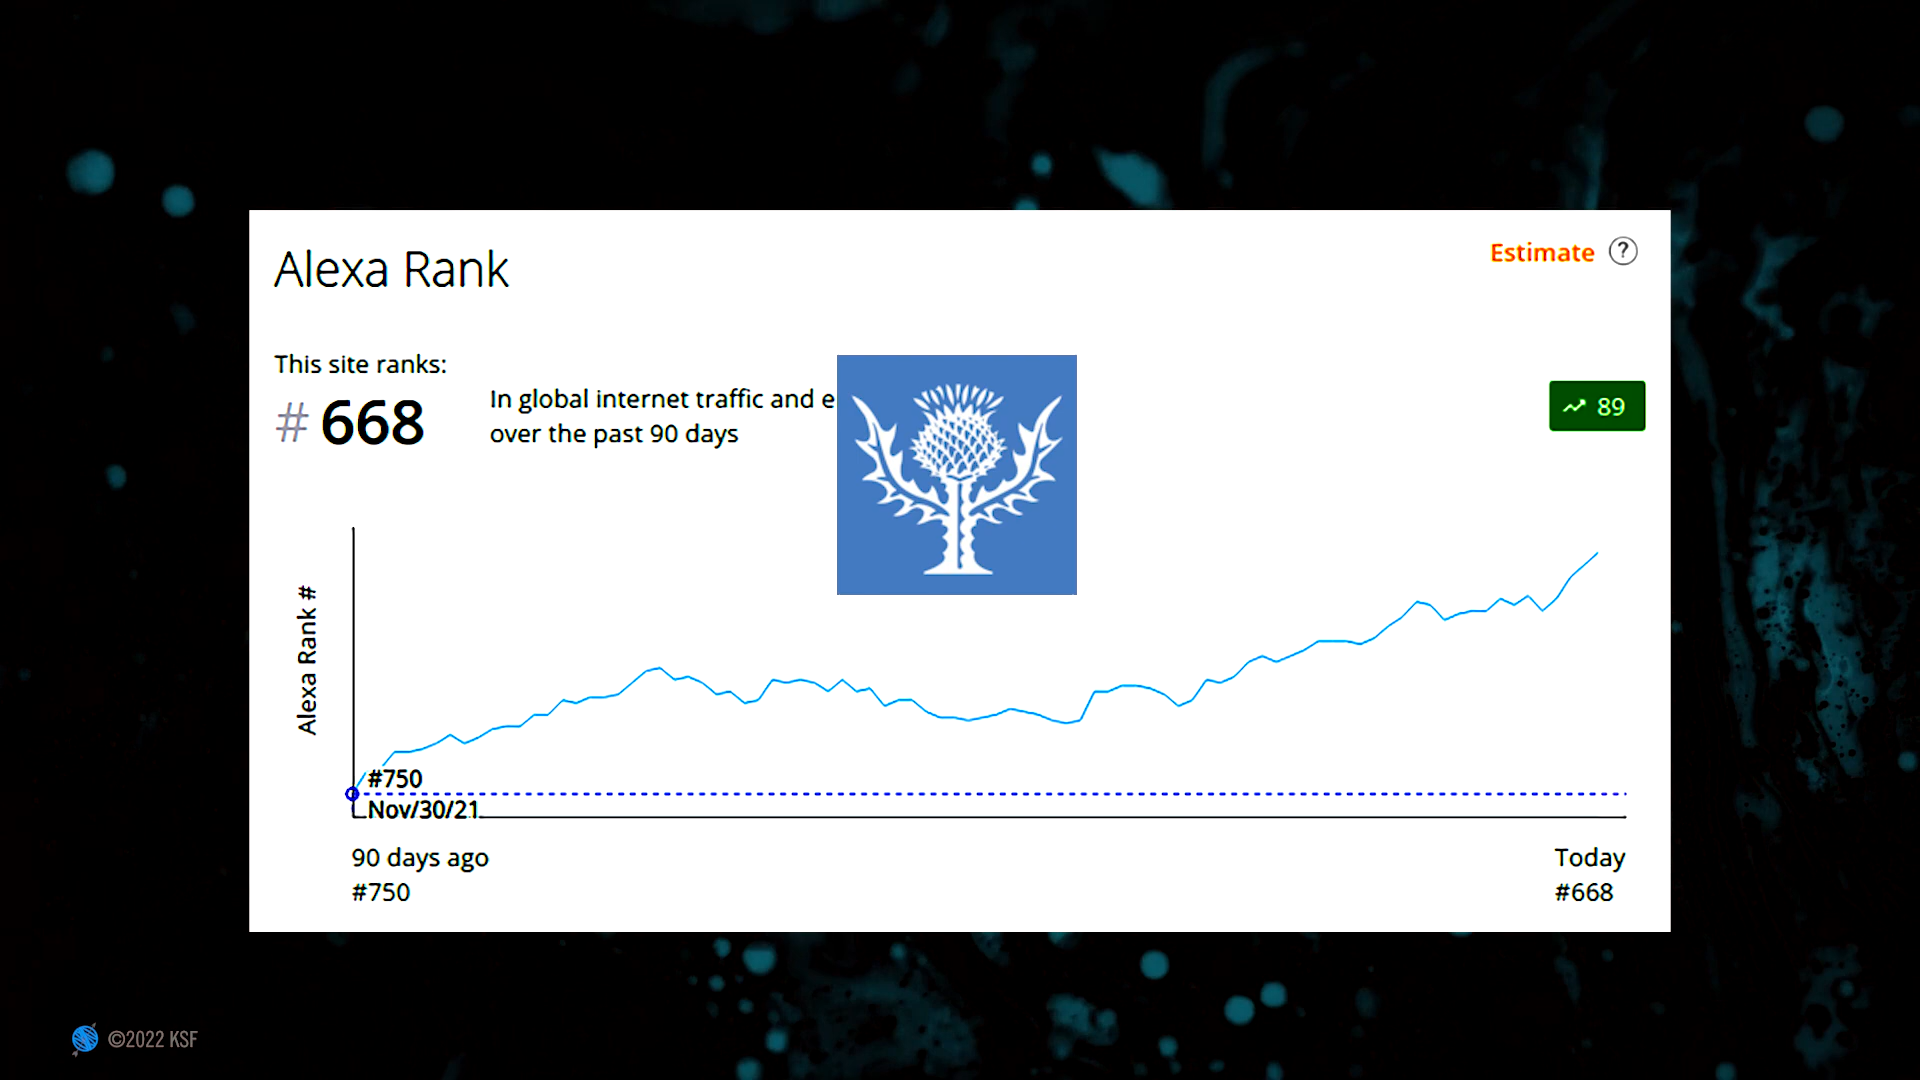 Alexa Rank
Estimate ?
This site ranks:
# 668
In global internet traffic and e
over the past 90 days
89
Alexa Rank #
#750
Nov/30/21
90 days ago
#750
Today
#668
©2022 KSF